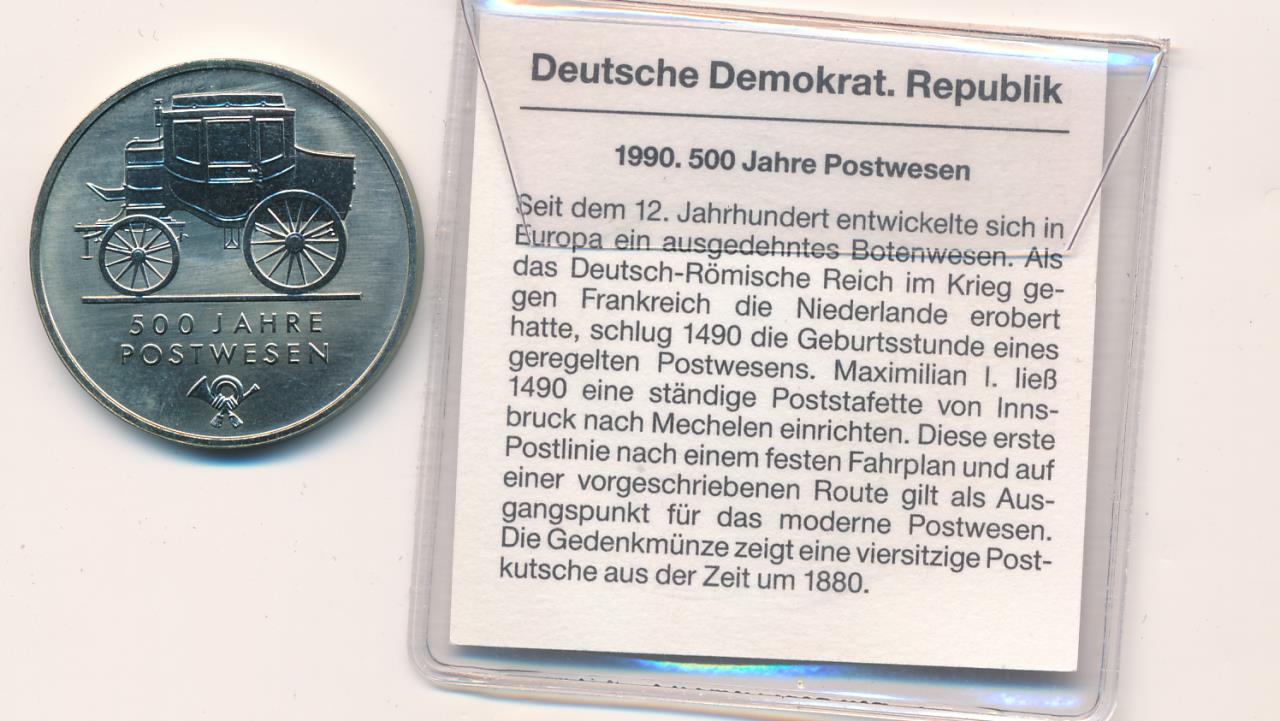 500 JAHRE
POSTWESEN
Deutsche Demokrat. Republik
1990. 500 Jahre Postwesen
Seit dem 12. Jahrhundert entwickelte sich in
Europa ein ausgedehntes Botenwesen. Als
das Deutsch-Römische Reich im Krieg ge-
gen Frankreich die Niederlande erobert
hatte, schlug 1490 die Geburtsstunde eines
geregelten Postwesens. Maximilian I. ließ
1490 eine ständige Poststafette von Inns-
bruck nach Mechelen einrichten. Diese erste
Postlinie nach einem festen Fahrplan und auf
einer vorgeschriebenen Route gilt als Aus-
gangspunkt für das moderne Postwesen.
Die Gedenkmünze zeigt eine viersitzige Post-
kutsche aus der Zeit um 1880.